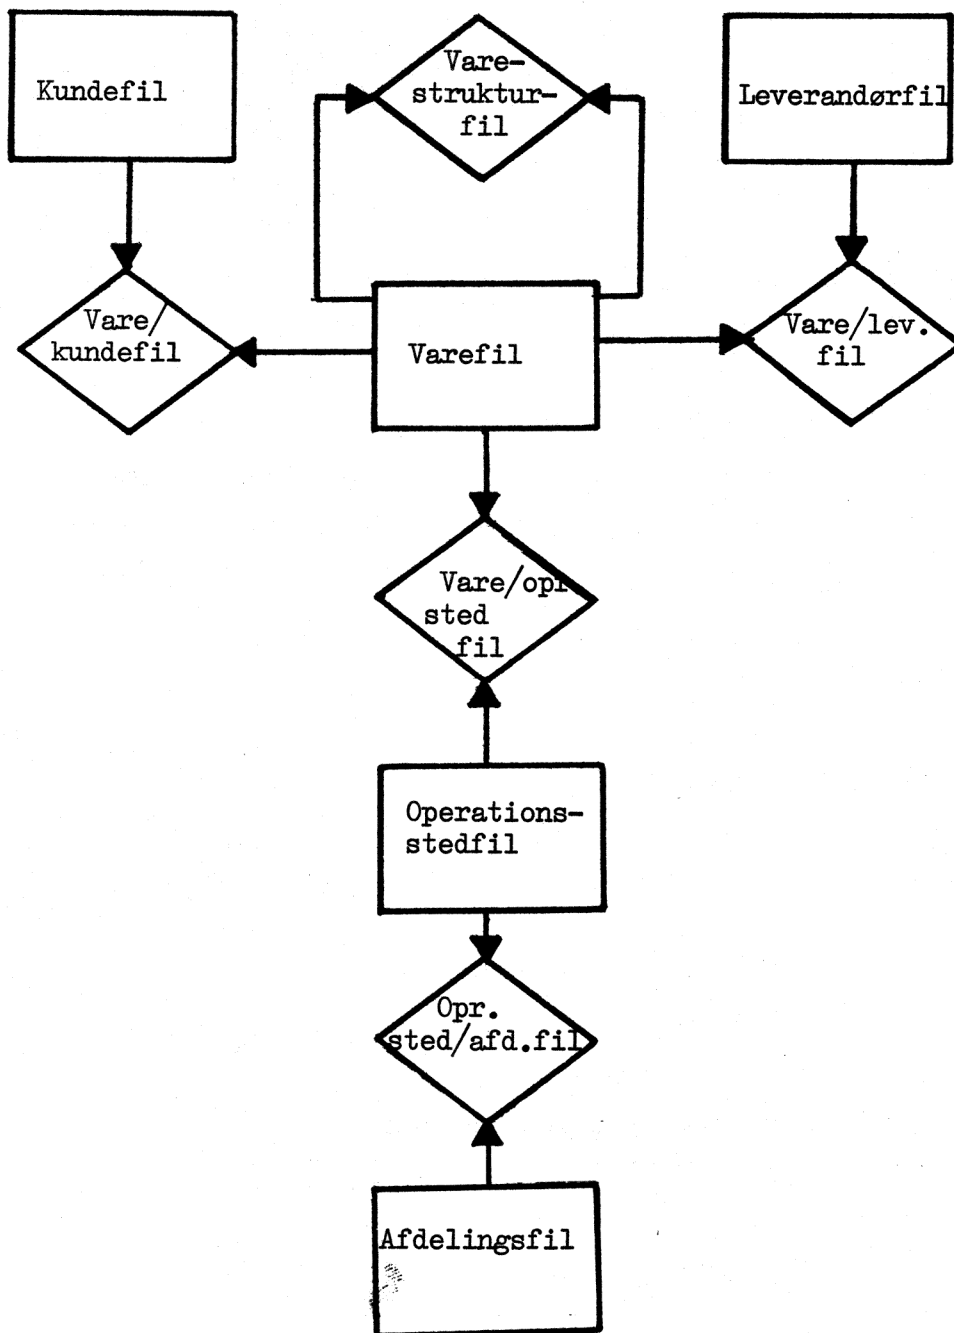 Kundefil
Vare-
struktur-
fil
Leverandørfil
Vare/
kundefil
Varefil
Vare/lev.
fil
Vare/opr
sted
fil
Operations-
stedfil
Opr.
sted/afd.fil
Afdelingsfil